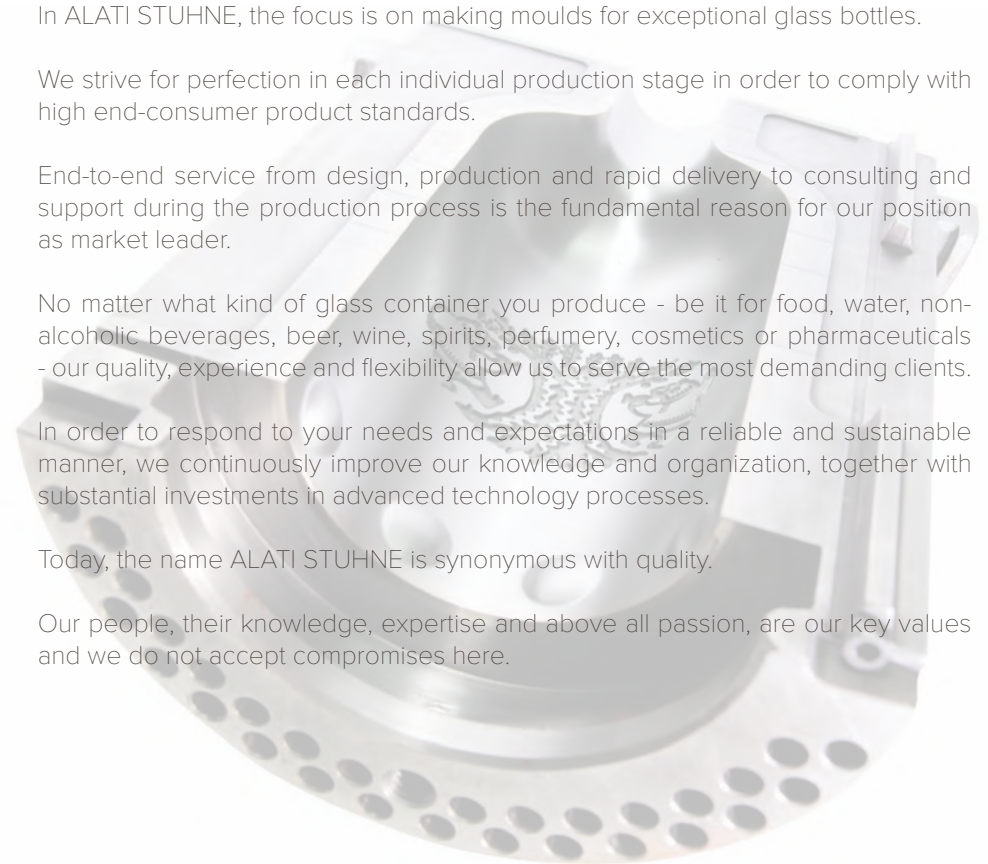 In ALATI STUHNE, the focus is on making moulds for exceptional glass bottles.
We strive for perfection in each individual production stage in order to comply with
high end-consumer product standards.
End-to-end service from design, production and rapid delivery to consulting and
support during the production process is the fundamental reason for our position
as market leader.
No matter what kind of glass container you produce - be it for food, water, non-
alcoholic beverages, beer, wine, spirits, perfumery, cosmetics or pharmaceuticals
- our quality, experience and flexibility allow us to serve the most demanding clients.
In order to respond to your needs and expectations in a reliable and sustainable
manner, we continuously improve our knowledge and organization, together with
substantial investments in advanced technology processes.
Today, the name ALATI STUHNE is synonymous with quality.
Our people, their knowledge, expertise and above all passion, are our key values
and we do not accept compromises here.